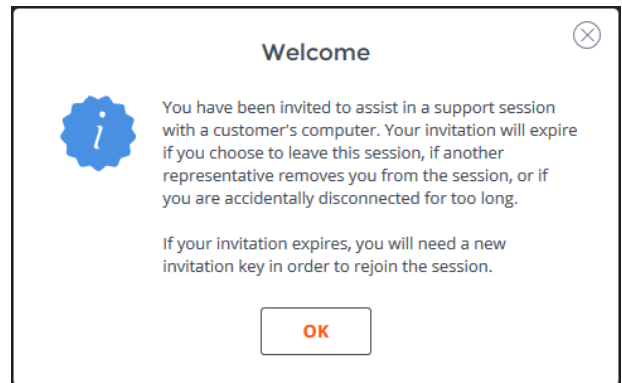 Welcome
i
You have been invited to assist in a support session
with a customer's computer. Your invitation will expire
if you choose to leave this session, if another
representative removes you from the session, or if
you are accidentally disconnected for too long.
If your invitation expires, you will need a new
invitation key in order to rejoin the session.
OK